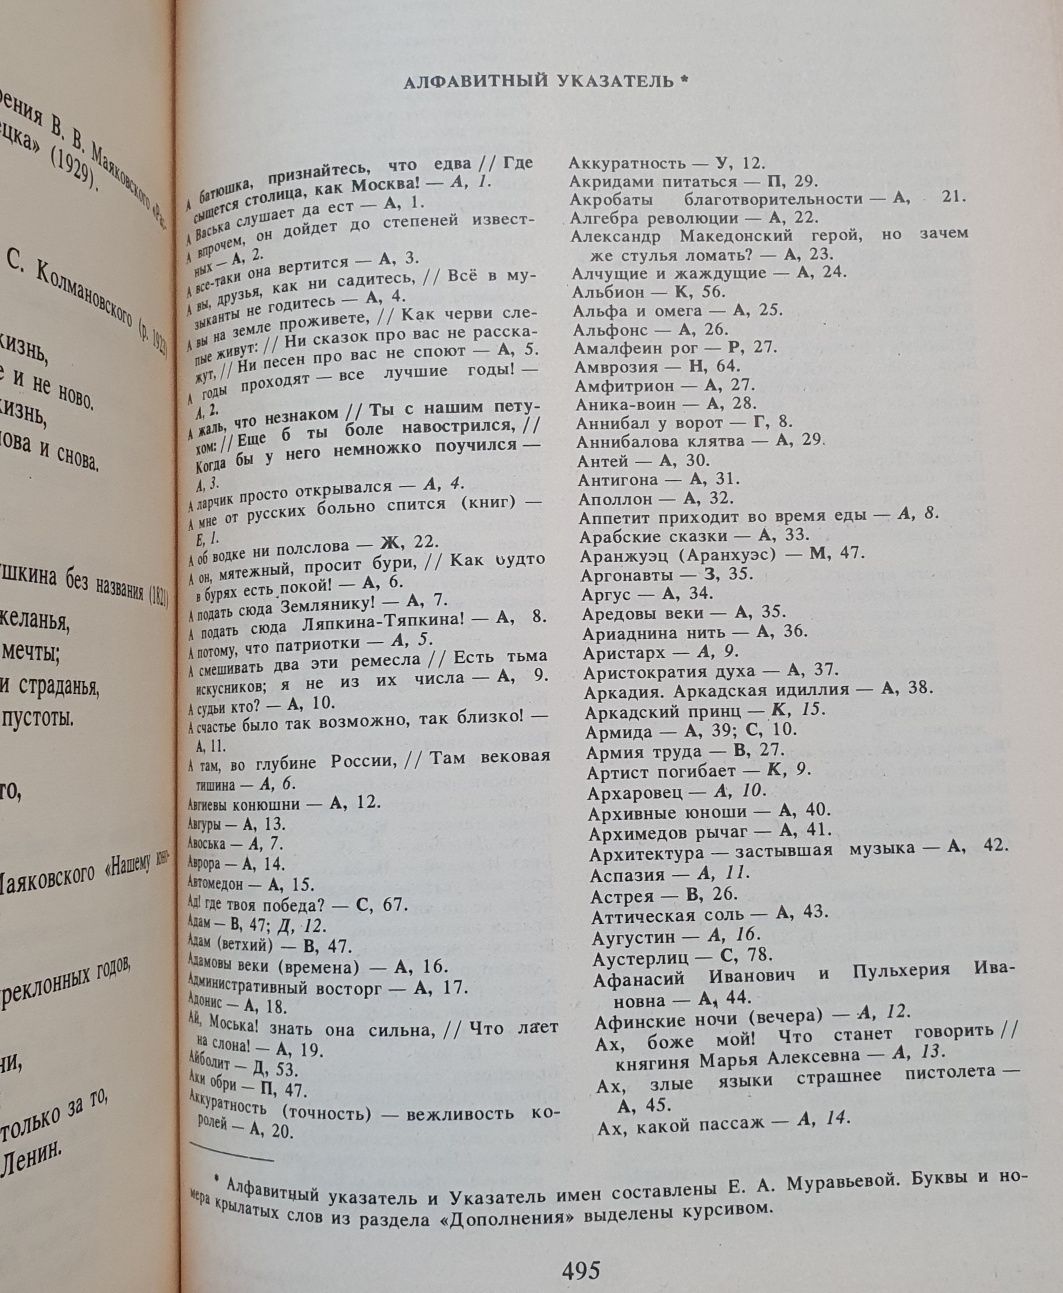 рения В. В. Маяковского «Рас-
ецка» (1929).
С. Колмановского (р. 1923)
жизнь,
е и не ново.
жизнь,
нова и снова.
ушкина без названия (1821)
желанья,
мечты;
и страданья,
пустоты.
то,
Маяковского «Нашему юно-
реклонных годов,
чи,
только за то,
Ленин.
АЛФАВИТНЫЙ УКАЗАТЕЛЬ *
А батюшка, признайтесь, что едва // Где
сыщется столица, как Москва! — А, 1.
А Васька слушает да ест — А, 1.
А впрочем, он дойдет до степеней извест-
ных — А, 2.
А все-таки она вертится — А, 3.
А вы, друзья, как ни садитесь, // Всё в му-
зыканты не годитесь — А, 4.
А вы на земле проживете, // Как черви сле-
пые живут: // Ни сказок про вас не расска-
жут, // Ни песен про вас не споют — А, 5.
А годы проходят — все лучшие годы! —
А, 2.
А жаль, что незнаком // Ты с нашим пету-
хом: // Еще б ты боле навострился, //
Когда бы у него немножко поучился —
А, 3.
А ларчик просто открывался — А, 4.
А мне от русских больно спится (книг) —
Е, 1.
А об водке ни полслова — Ж, 22.
А он, мятежный, просит бури, // Как будто
в бурях есть покой! — А, 6.
А подать сюда Землянику! — А, 7.
А подать сюда Ляпкина-Тяпкина! — А, 8.
А потому, что патриотки — А, 5.
А смешивать два эти ремесла // Есть тьма
искусников; я не из их числа — А, 9.
А судьи кто? — А, 10.
А счастье было так возможно, так близко! —
А, 11.
А там, во глубине России, // Там вековая
тишина — А, 6.
Авгиевы конюшни — А, 12.
Авгуры — А, 13.
Авоська — А, 7.
Аврора — А, 14.
Автомедон — А, 15.
Ад! где твоя победа? — С, 67.
Адам — В, 47; Д, 12.
Адам (ветхий) — В, 47.
Адамовы веки (времена) — А, 16.
Административный восторг — А, 17.
Адонис — А, 18.
Ай, Моська! знать она сильна, // Что лает
на слона! — А, 19.
Айболит — Д, 53.
Аки обри — П, 47.
Аккуратность (точность) — вежливость ко-
ролей — А, 20.
Аккуратность — У, 12.
Акридами питаться — П, 29.
Акробаты благотворительности — А, 21.
Алгебра революции — А, 22.
Александр Македонский герой, но зачем
же стулья ломать? — А, 23.
Алчущие и жаждущие — А, 24.
Альбион — К, 56.
Альфа и омега — А, 25.
Альфонс — А, 26.
Амалфеин рог — Р, 27.
Амврозия — Н, 64.
Амфитрион — А, 27.
Аника-воин — А, 28.
Аннибал у ворот — Г, 8.
Аннибалова клятва — А, 29.
Антей — А, 30.
Антигона — А, 31.
Аполлон — А, 32.
Аппетит приходит во время еды — А, 8.
Арабские сказки — А, 33.
Аранжуэц (Аранхуэс) — М, 47.
Аргонавты — З, 35.
Аргус — А, 34.
Аредовы веки — А, 35.
Ариаднина нить — А, 36.
Аристарх — А, 9.
Аристократия духа — А, 37.
Аркадия. Аркадская идиллия — А, 38.
Аркадский принц — К, 15.
Армида — А, 39; С, 10.
Армия труда — В, 27.
Артист погибает — К, 9.
Архаровец — А, 10.
Архивные юноши — А, 40.
Архимедов рычаг — А, 41.
Архитектура — застывшая музыка — А, 42.
Аспазия — А, 11.
Астрея — В, 26.
Аттическая соль — А, 43.
Аугустин — А, 16.
Аустерлиц — С, 78.
Афанасий Иванович и Пульхерия Ива-
новна — А, 44.
Афинские ночи (вечера) — А, 12.
Ах, боже мой! Что станет говорить //
княгиня Марья Алексевна — А, 13.
Ах, злые языки страшнее пистолета —
А, 45.
Ах, какой пассаж — А, 14.
* Алфавитный указатель и Указатель имен составлены Е. А. Муравьевой. Буквы и но-
мера крылатых слов из раздела «Дополнения» выделены курсивом.
495